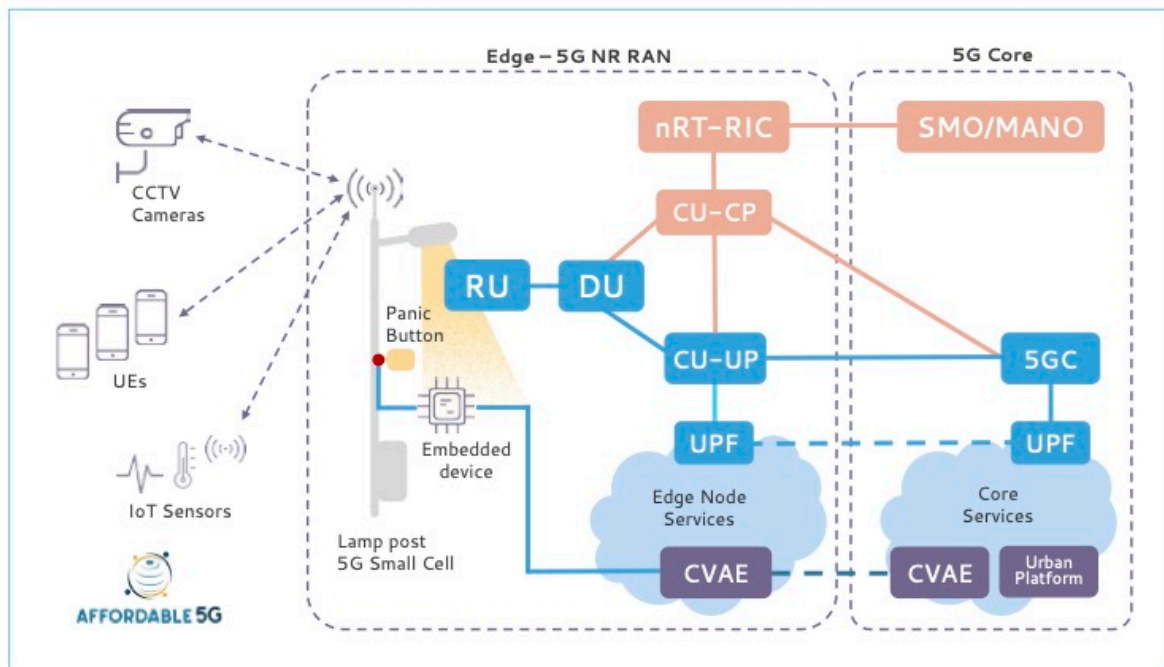 Edge – 5G NR RAN
5G Core
nRT-RIC
SMO/MANO
CCTV
Cameras
CU-CP
RU
DU
Panic
Button
UEs
CU-UP
5GC
Embedded
device
UPF
UPF
Edge Node
Services
Core
Services
IoT Sensors
Lamp post
5G Small Cell
CVAE
CVAE
Urban
Platform
AFFORDABLE 5G